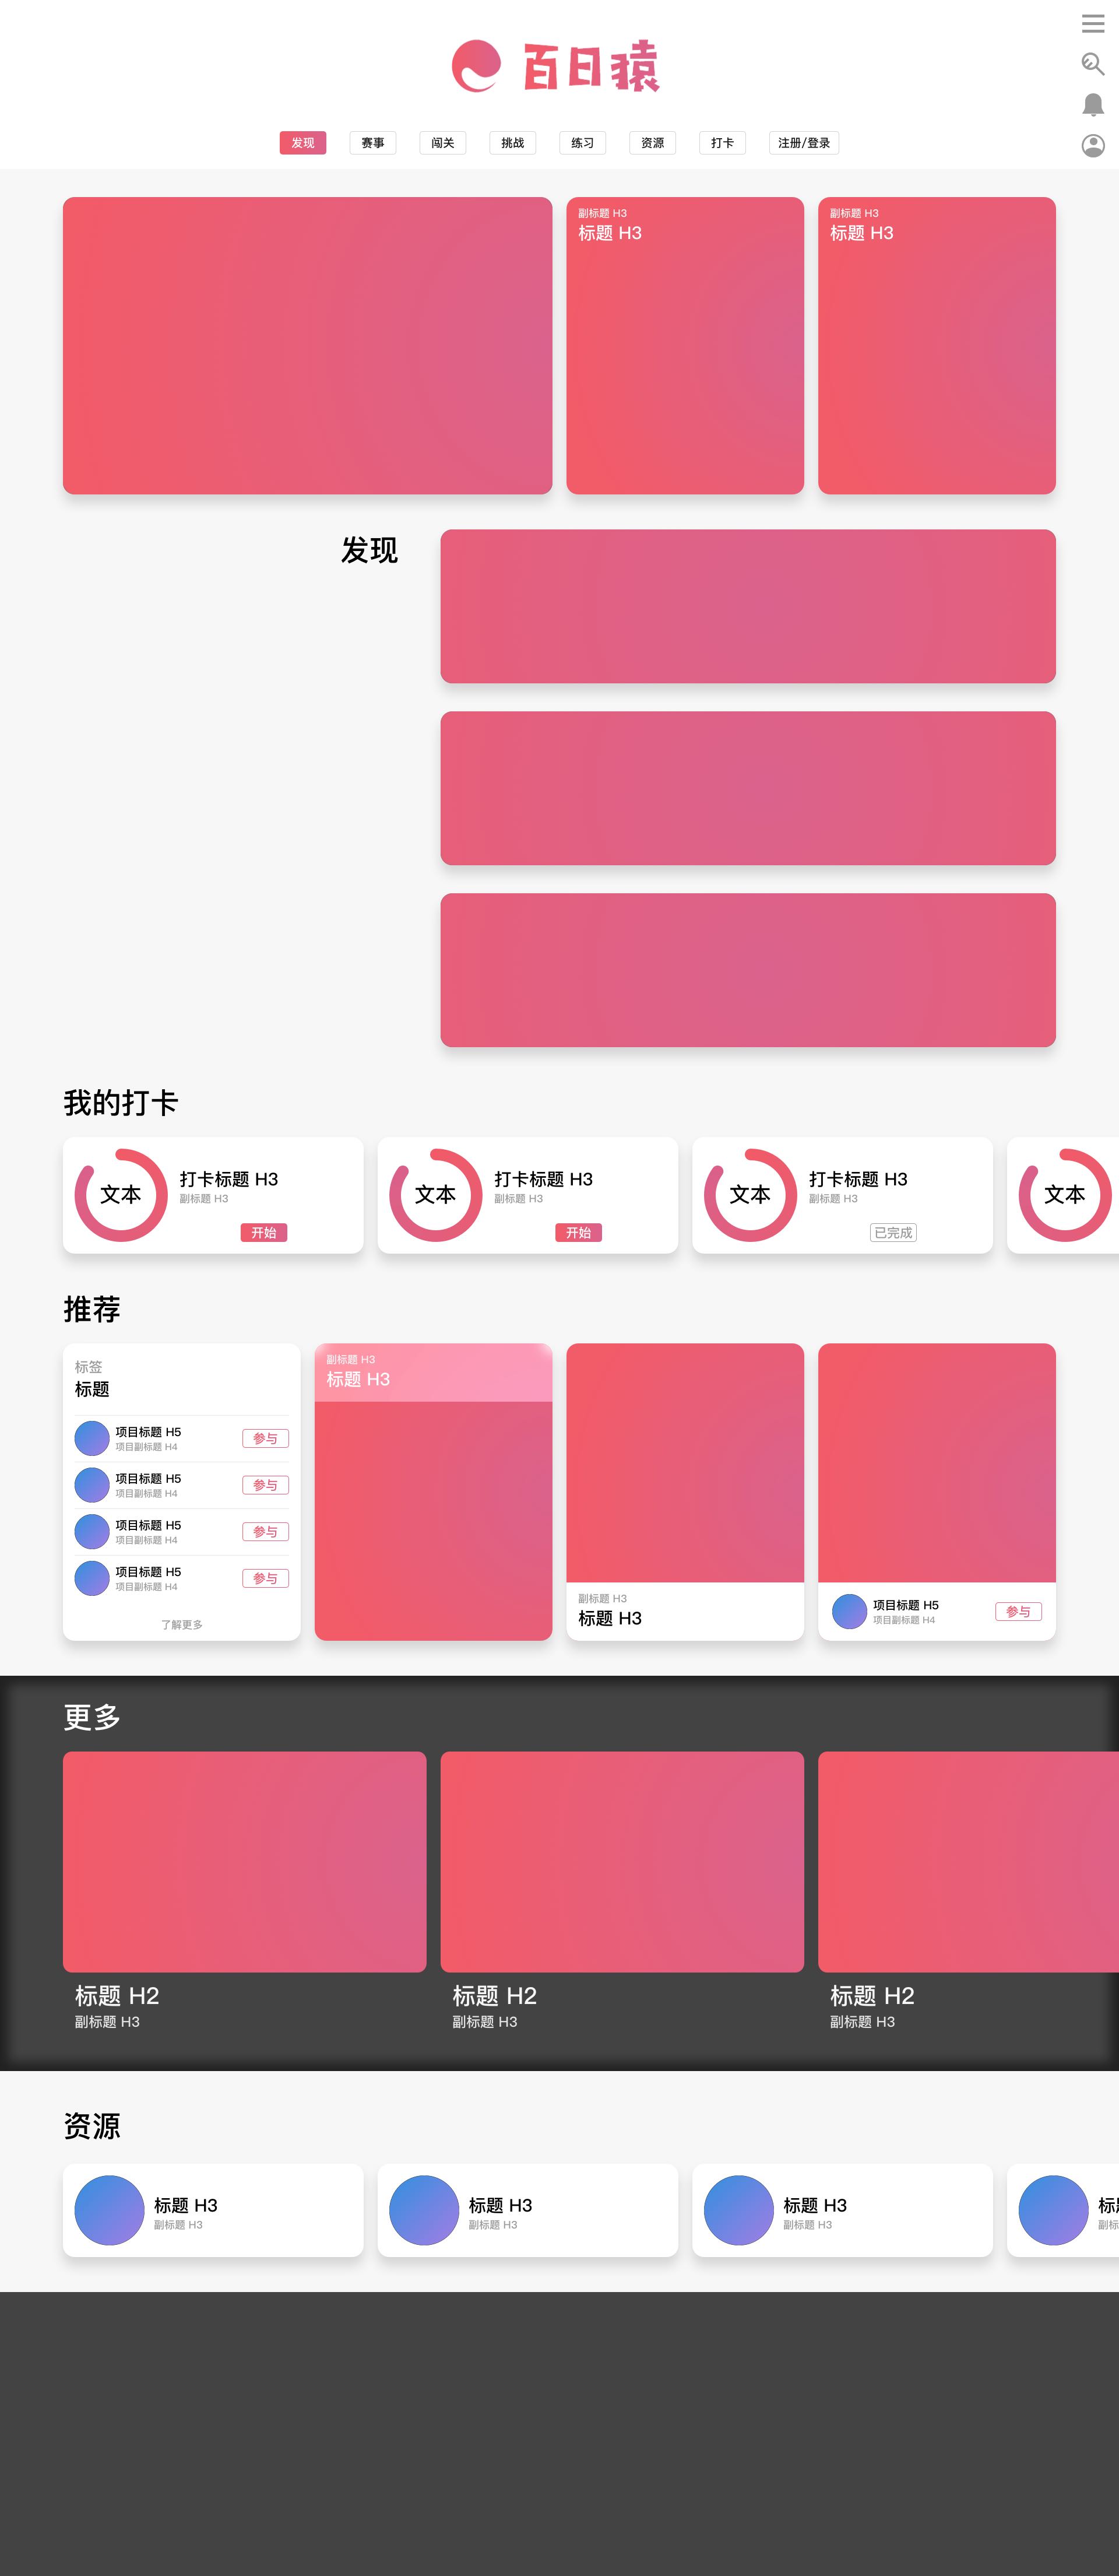 百日猿
发现
赛事
闯关
挑战
练习
资源
打卡
注册/登录
副标题 H3
标题 H3
副标题 H3
标题 H3
发现
我的打卡
文本
打卡标题 H3
副标题 H3
开始
文本
打卡标题 H3
副标题 H3
开始
文本
打卡标题 H3
副标题 H3
已完成
文本
推荐
标签
标题
项目标题 H5
项目副标题 H4
参与
项目标题 H5
项目副标题 H4
参与
项目标题 H5
项目副标题 H4
参与
项目标题 H5
项目副标题 H4
参与
了解更多
副标题 H3
标题 H3
副标题 H3
标题 H3
项目标题 H5
项目副标题 H4
参与
更多
标题 H2
副标题 H3
标题 H2
副标题 H3
标题 H2
副标题 H3
资源
标题 H3
副标题 H3
标题 H3
副标题 H3
标题 H3
副标题 H3